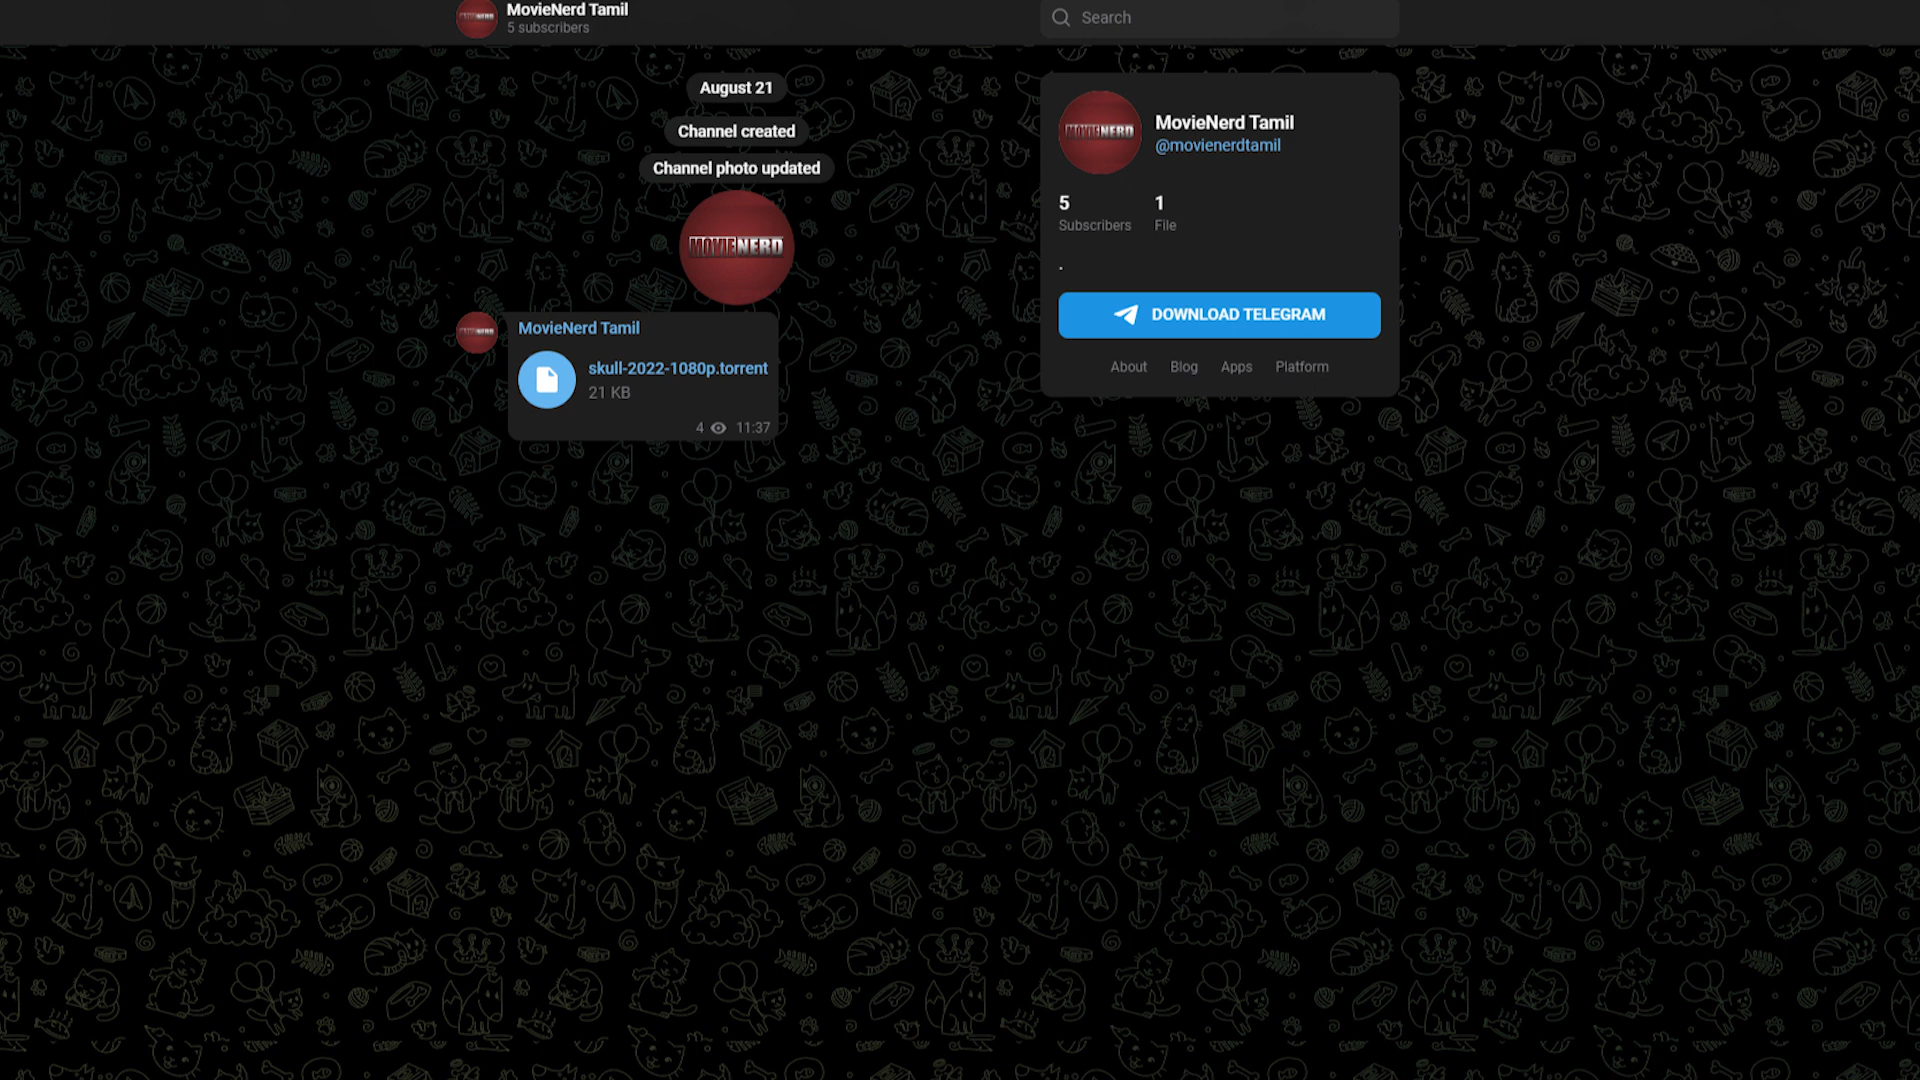 MovieNerd Tamil
5 subscribers
Search
August 21
Channel created
Channel photo updated
MOVIENERD
MovieNerd Tamil
skull-2022-1080p.torrent
21 KB
4 11:37
MOVIENERD
MovieNerd Tamil
@movienerdtamil
5 1
Subscribers File
.
DOWNLOAD TELEGRAM
About Blog Apps Platform